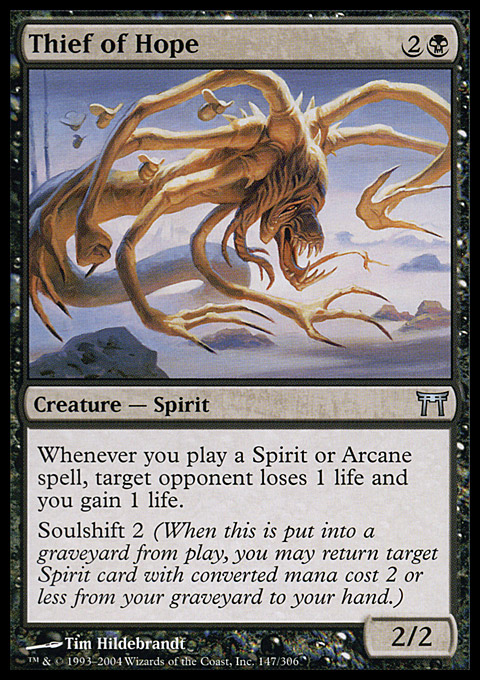 Thief of Hope 2
Creature — Spirit
Whenever you play a Spirit or Arcane
spell, target opponent loses 1 life and
you gain 1 life.
Soulshift 2 (When this is put into a
graveyard from play, you may return target
Spirit card with converted mana cost 2 or
less from your graveyard to your hand.)
2/2
Tim Hildebrandt
™ & © 1993–2004 Wizards of the Coast, Inc. 147/306